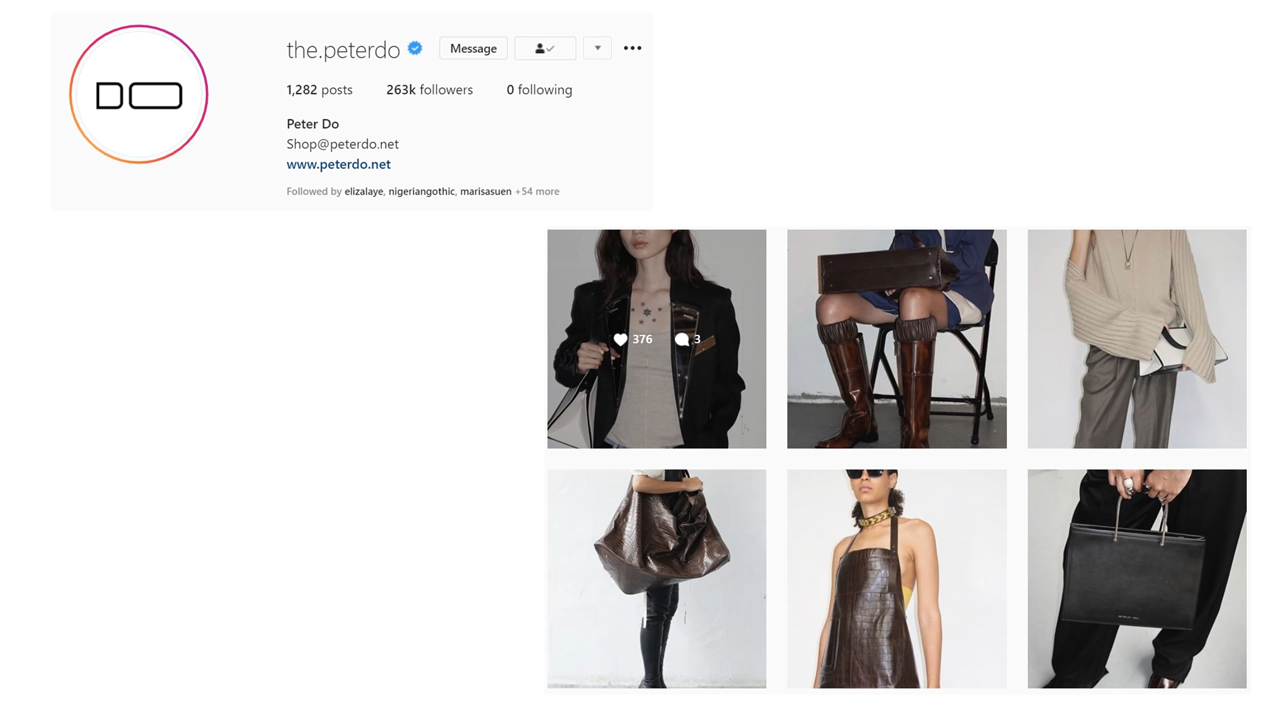 DO
the.peterdo Message
1,282 posts 263k followers 0 following
Peter Do
Shop@peterdo.net
www.peterdo.net
Followed by elizalaye, nigeriangothic, marisasuen +54 more
376 3